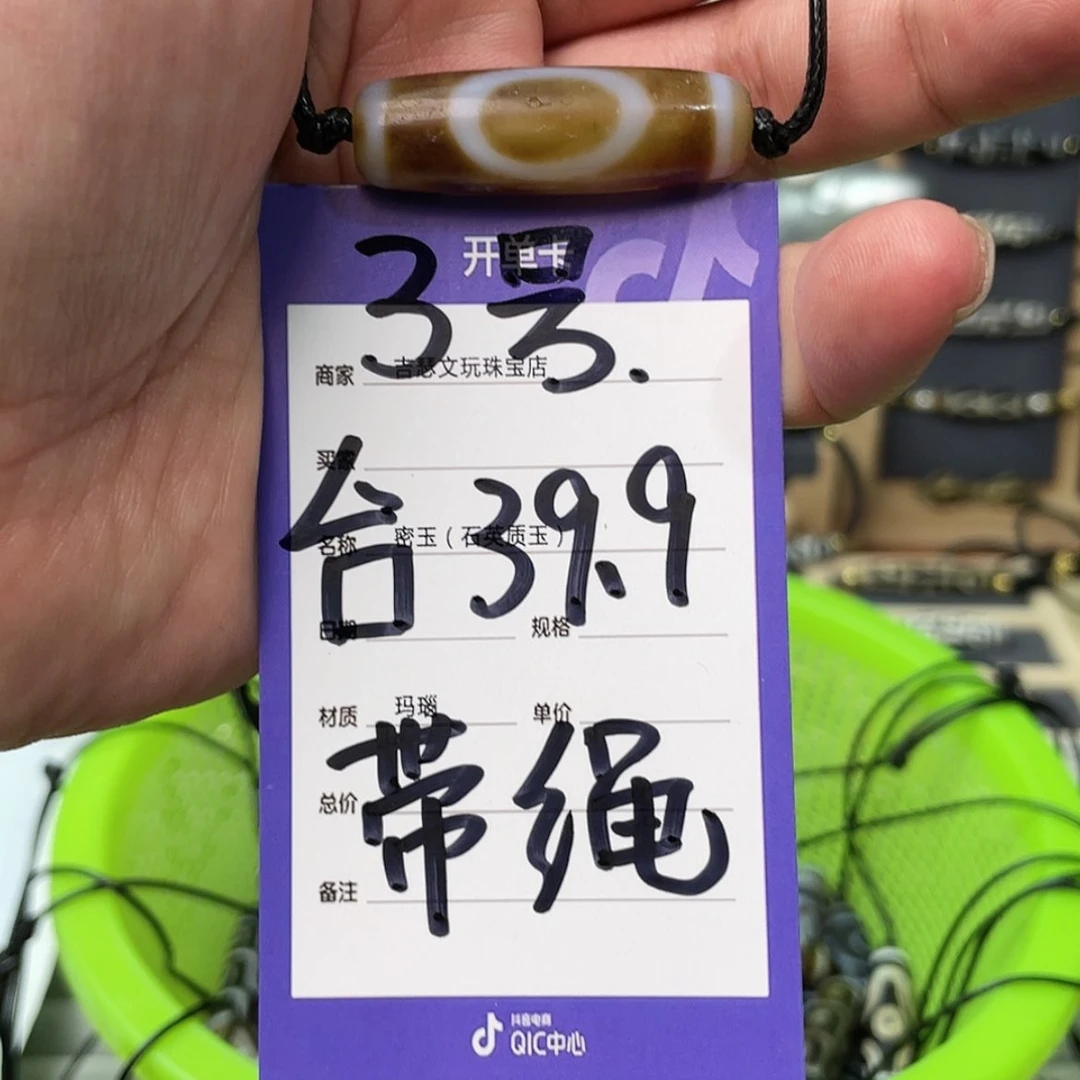 开单卡
3号.
商家 吉瑟文玩珠宝店
买家
台39.9
名称 密玉（石英质玉）
日期 规格
材质 玛瑙 单价
带绳
总价
备注
抖音电商
QIC中心